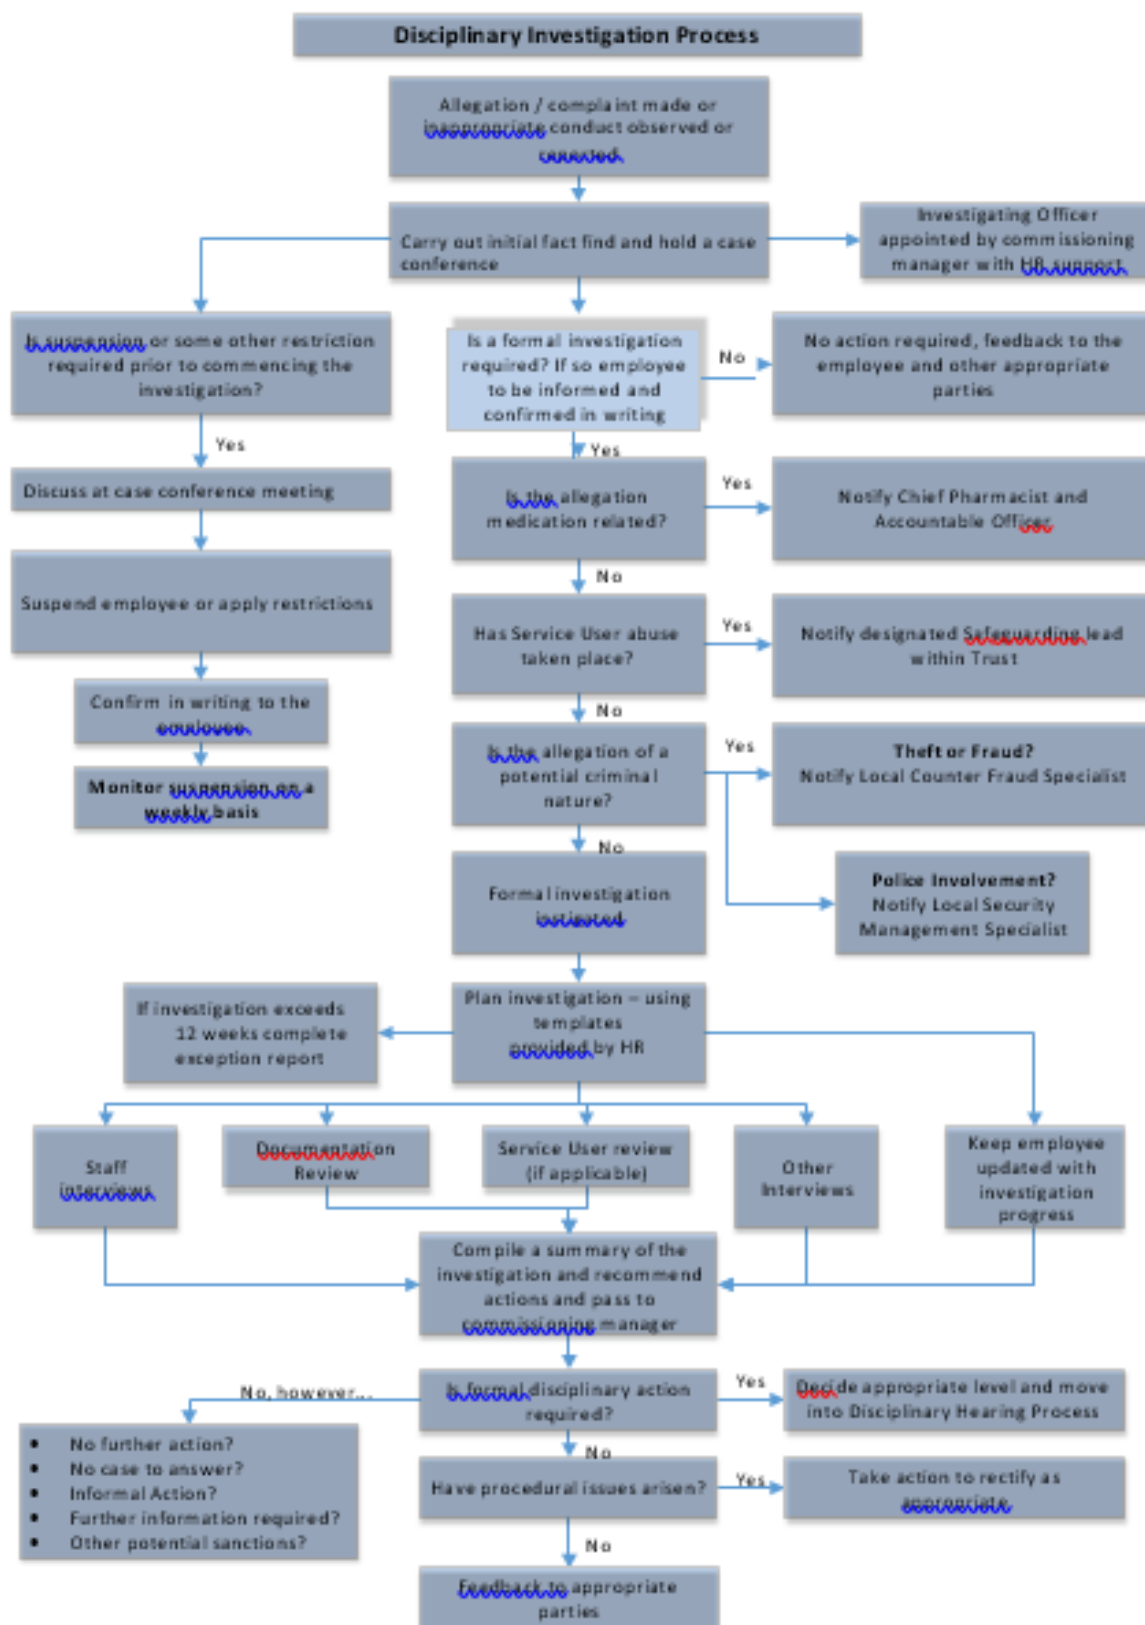 Disciplinary Investigation Process
Allegation / complaint made or
inappropriate conduct observed or
reported
Carry out initial fact find and hold a case
conference
Investigating Officer
appointed by commissioning
manager with HR support
Is suspension or some other restriction
required prior to commencing the
investigation?
Is a formal investigation
required? If so employee
to be informed and
confirmed in writing
No
No action required, feedback to the
employee and other appropriate
parties
Yes
Yes
Discuss at case conference meeting
Is the allegation
medication related?
Yes
Notify Chief Pharmacist and
Accountable Officer
Suspend employee or apply restrictions
No
Has Service User abuse
taken place?
Yes
Notify designated Safeguarding lead
within Trust
Confirm in writing to the
employee
No
Is the allegation of a
potential criminal
nature?
Yes
Theft or Fraud?
Notify Local Counter Fraud Specialist
Monitor suspension on a
weekly basis
No
Formal investigation
instigated
Police Involvement?
Notify Local Security
Management Specialist
If investigation exceeds
12 weeks complete
exception report
Plan investigation – using
templates
provided by HR
Staff
interviews
Documentation
Review
Service User review
(if applicable)
Other
Interviews
Keep employee
updated with
investigation
progress
Compile a summary of the
investigation and recommend
actions and pass to
commissioning manager
No, however...
Is formal disciplinary action
required?
Yes
Decide appropriate level and move
into Disciplinary Hearing Process
• No further action?
• No case to answer?
• Informal Action?
• Further information required?
• Other potential sanctions?
No
Have procedural issues arisen?
Yes
Take action to rectify as
appropriate
No
Feedback to appropriate
parties